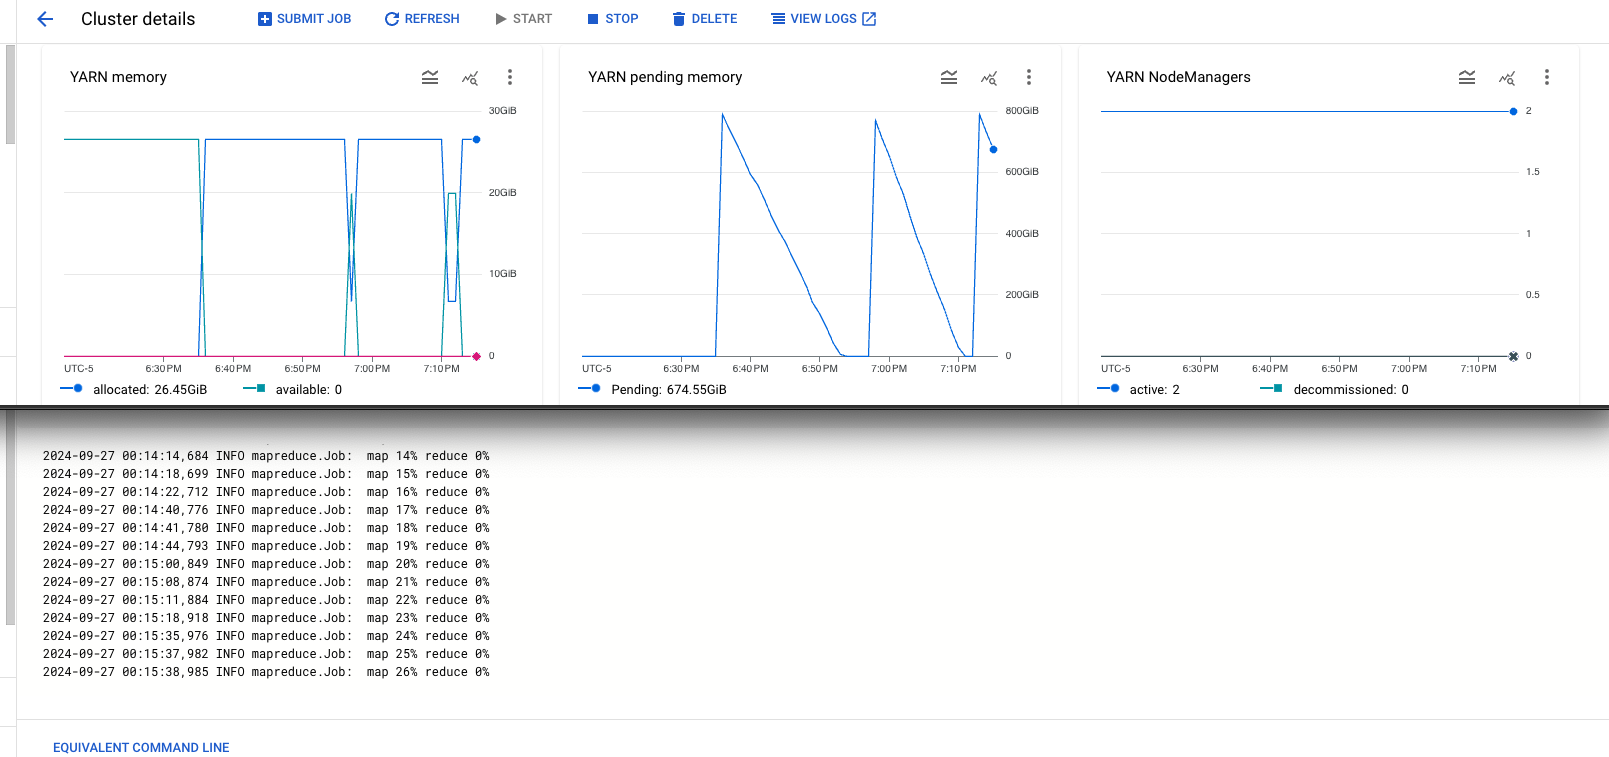 Cluster details SUBMIT JOB REFRESH START STOP DELETE VIEW LOGS
YARN memory
30GiB
20GiB
10GiB
0
UTC-5 6:30 PM 6:40 PM 6:50 PM 7:00 PM 7:10 PM
allocated: 26.45GiB available: 0
YARN pending memory
800GiB
600GiB
400GiB
200GiB
0
UTC-5 6:30 PM 6:40 PM 6:50 PM 7:00 PM 7:10 PM
Pending: 674.55GiB
YARN NodeManagers
2
1.5
1
0.5
0
UTC-5 6:30 PM 6:40 PM 6:50 PM 7:00 PM 7:10 PM
active: 2 decommissioned: 0
2024-09-27 00:14:14,684 INFO mapreduce.Job:  map 14% reduce 0%
2024-09-27 00:14:18,699 INFO mapreduce.Job:  map 15% reduce 0%
2024-09-27 00:14:22,712 INFO mapreduce.Job:  map 16% reduce 0%
2024-09-27 00:14:40,776 INFO mapreduce.Job:  map 17% reduce 0%
2024-09-27 00:14:41,780 INFO mapreduce.Job:  map 18% reduce 0%
2024-09-27 00:14:44,793 INFO mapreduce.Job:  map 19% reduce 0%
2024-09-27 00:15:00,849 INFO mapreduce.Job:  map 20% reduce 0%
2024-09-27 00:15:08,874 INFO mapreduce.Job:  map 21% reduce 0%
2024-09-27 00:15:11,884 INFO mapreduce.Job:  map 22% reduce 0%
2024-09-27 00:15:18,918 INFO mapreduce.Job:  map 23% reduce 0%
2024-09-27 00:15:35,976 INFO mapreduce.Job:  map 24% reduce 0%
2024-09-27 00:15:37,982 INFO mapreduce.Job:  map 25% reduce 0%
2024-09-27 00:15:38,985 INFO mapreduce.Job:  map 26% reduce 0%
EQUIVALENT COMMAND LINE